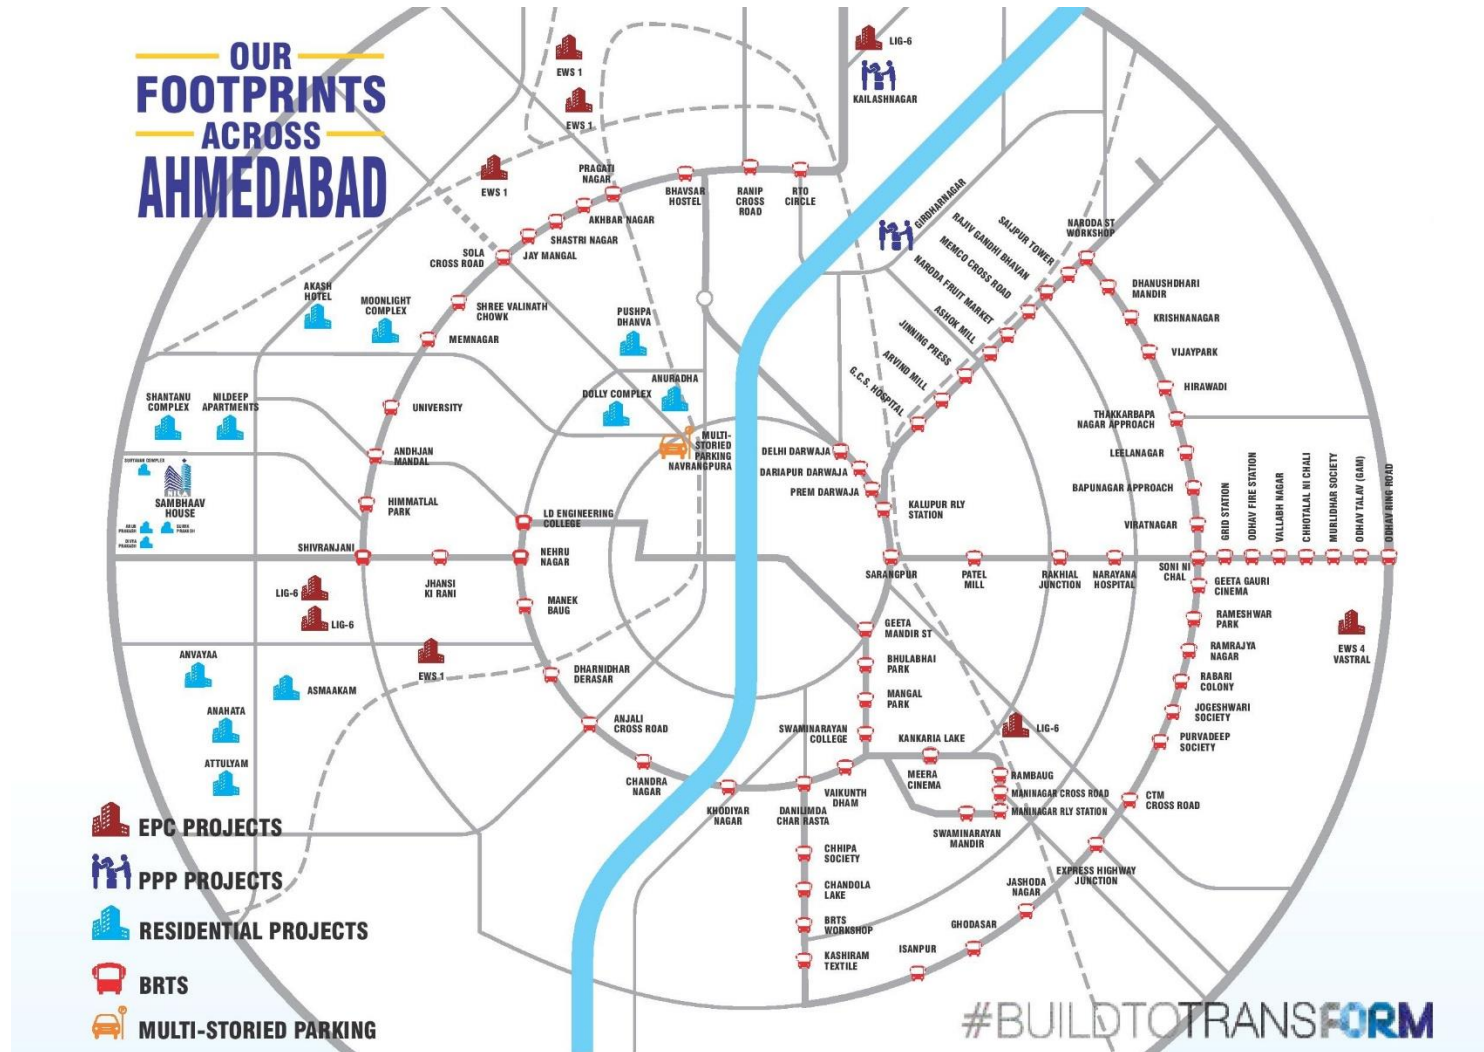 OUR
FOOTPRINTS
ACROSS
AHMEDABAD
LIG-6
KAILASHNAGAR
EWS 1
EWS 1
EWS 1
PRAGATI
NAGAR
BHAVSAR
HOSTEL
RANIP
CROSS
ROAD
RTO
CIRCLE
AKHBAR NAGAR
SHASTRI NAGAR
JAY MANGAL
SOLA
CROSS ROAD
SHREE VALINATH
CHOWK
MEMNAGAR
UNIVERSITY
ANDHJAN
MANDAL
HIMMATLAL
PARK
SHIVRANJANI
JHANSI
KI RANI
NEHRU
NAGAR
LD ENGINEERING
COLLEGE
MANEK
BAUG
DHARNIDHAR
DERASAR
ANJALI
CROSS ROAD
CHANDRA
NAGAR
KHODIYAR
NAGAR
DANILIMDA
CHAR RASTA
VAIKUNTH
DHAM
SWAMINARAYAN
COLLEGE
AKASH
HOTEL
MOONLIGHT
COMPLEX
PUSHPA
DHANVA
ANURADHA
DOLLY COMPLEX
MULTI-
STORIED
PARKING
NAVRANGPURA
SHANTANU
COMPLEX
NILDEEP
APARTMENTS
NILA
SAMBHAAV
HOUSE
GIRDHARNAGAR
SAIJPUR TOWER
RAJIV GANDHI BHAVAN
MEMCO CROSS ROAD
NARODA FRUIT MARKET
ASHOK MILL
JINNING PRESS
ARVIND MILL
G.C.S. HOSPITAL
NARODA ST
WORKSHOP
DHANUSHDHARI
MANDIR
KRISHNANAGAR
VIJAYPARK
HIRAWADI
THAKKARBAPA
NAGAR APPROACH
LEELANAGAR
BAPUNAGAR APPROACH
VIRATNAGAR
DELHI DARWAJA
DARIAPUR DARWAJA
PREM DARWAJA
KALUPUR RLY
STATION
SARANGPUR
PATEL
MILL
RAKHIAL
JUNCTION
NARAYANA
HOSPITAL
SONI NI
CHAL
GRID STATION
ODHAV FIRE STATION
VALLABH NAGAR
CHHOTALAL NI CHALI
MURLIDHAR SOCIETY
ODHAV TALAV (GAM)
ODHAV RING ROAD
GEETA GAURI
CINEMA
RAMESHWAR
PARK
RAMRAJYA
NAGAR
RABARI
COLONY
JOGESHWARI
SOCIETY
PURVADEEP
SOCIETY
CTM
CROSS ROAD
EXPRESS HIGHWAY
JUNCTION
JASHODA
NAGAR
GHODASAR
ISANPUR
EWS 4
VASTRAL
GEETA
MANDIR ST
BHULABHAI
PARK
MANGAL
PARK
KANKARIA LAKE
LIG-6
MEERA
CINEMA
RAMBAUG
MANINAGAR CROSS ROAD
MANINAGAR RLY STATION
SWAMINARAYAN
MANDIR
CHHIPA
SOCIETY
CHANDOLA
LAKE
BRTS
WORKSHOP
KASHIRAM
TEXTILE
LIG-6
LIG-6
EWS 1
ANVAYAA
ASMAAKAM
ANAHATA
ATTULYAM
EPC PROJECTS
PPP PROJECTS
RESIDENTIAL PROJECTS
BRTS
MULTI-STORIED PARKING
#BUILDTOTRANSFORM